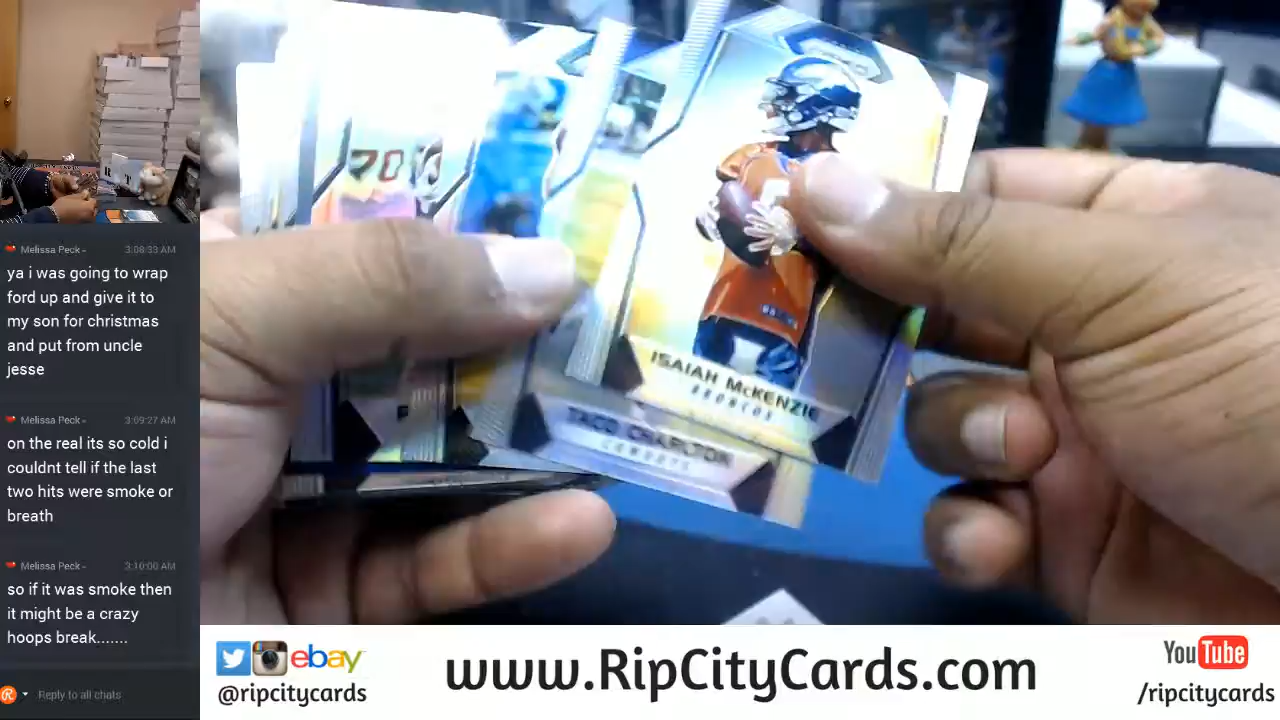 Melissa Peck- 3:08:33 AM
ya i was going to wrap
ford up and give it to
my son for christmas
and put from uncle
jesse
Melissa Peck- 3:09:27 AM
on the real its so cold i
couldnt tell if the last
two hits were smoke or
breath
Melissa Peck- 3:10:00 AM
so if it was smoke then
it might be a crazy
hoops break.......
Reply to all chats
70
ISAIAH McKENZIE
BRONCOS
TACO CHARLTON
COWBOYS
ebay
@ripcitycards
www.RipCityCards.com
YouTube
/ripcitycards